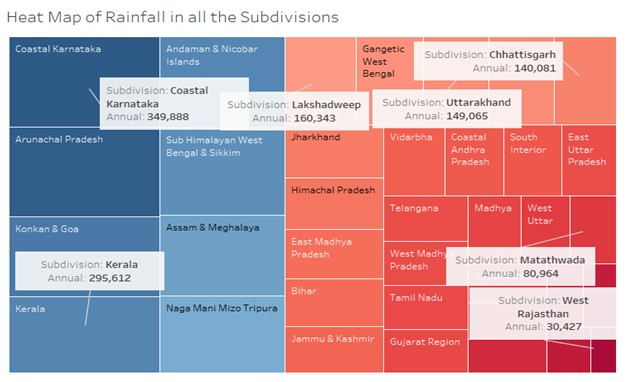 Heat Map of Rainfall in all the Subdivisions
Coastal Karnataka
Andaman & Nicobar
Islands
Gangetic
West
Bengal
Subdivision: Chhattisgarh
Annual: 140,081
Subdivision: Coastal
Karnataka
Annual: 349,888
Subdivision: Lakshadweep
Annual: 160,343
Subdivision: Uttarakhand
Annual: 149,065
Arunachal Pradesh
Sub Himalayan West
Bengal & Sikkim
Jharkhand
Vidarbha
Coastal
Andhra
Pradesh
South
Interior
East
Uttar
Pradesh
Himachal Pradesh
Telangana
Madhya
West
Uttar
Konkan & Goa
Assam & Meghalaya
East Madhya
Pradesh
West Madhy
Pradesh
Subdivision: Matathwada
Annual: 80,964
Subdivision: Kerala
Annual: 295,612
Bihar
Tamil Nadu
Subdivision: West
Rajasthan
Annual: 30,427
Kerala
Naga Mani Mizo Tripura
Jammu & Kashmir
Gujarat Region